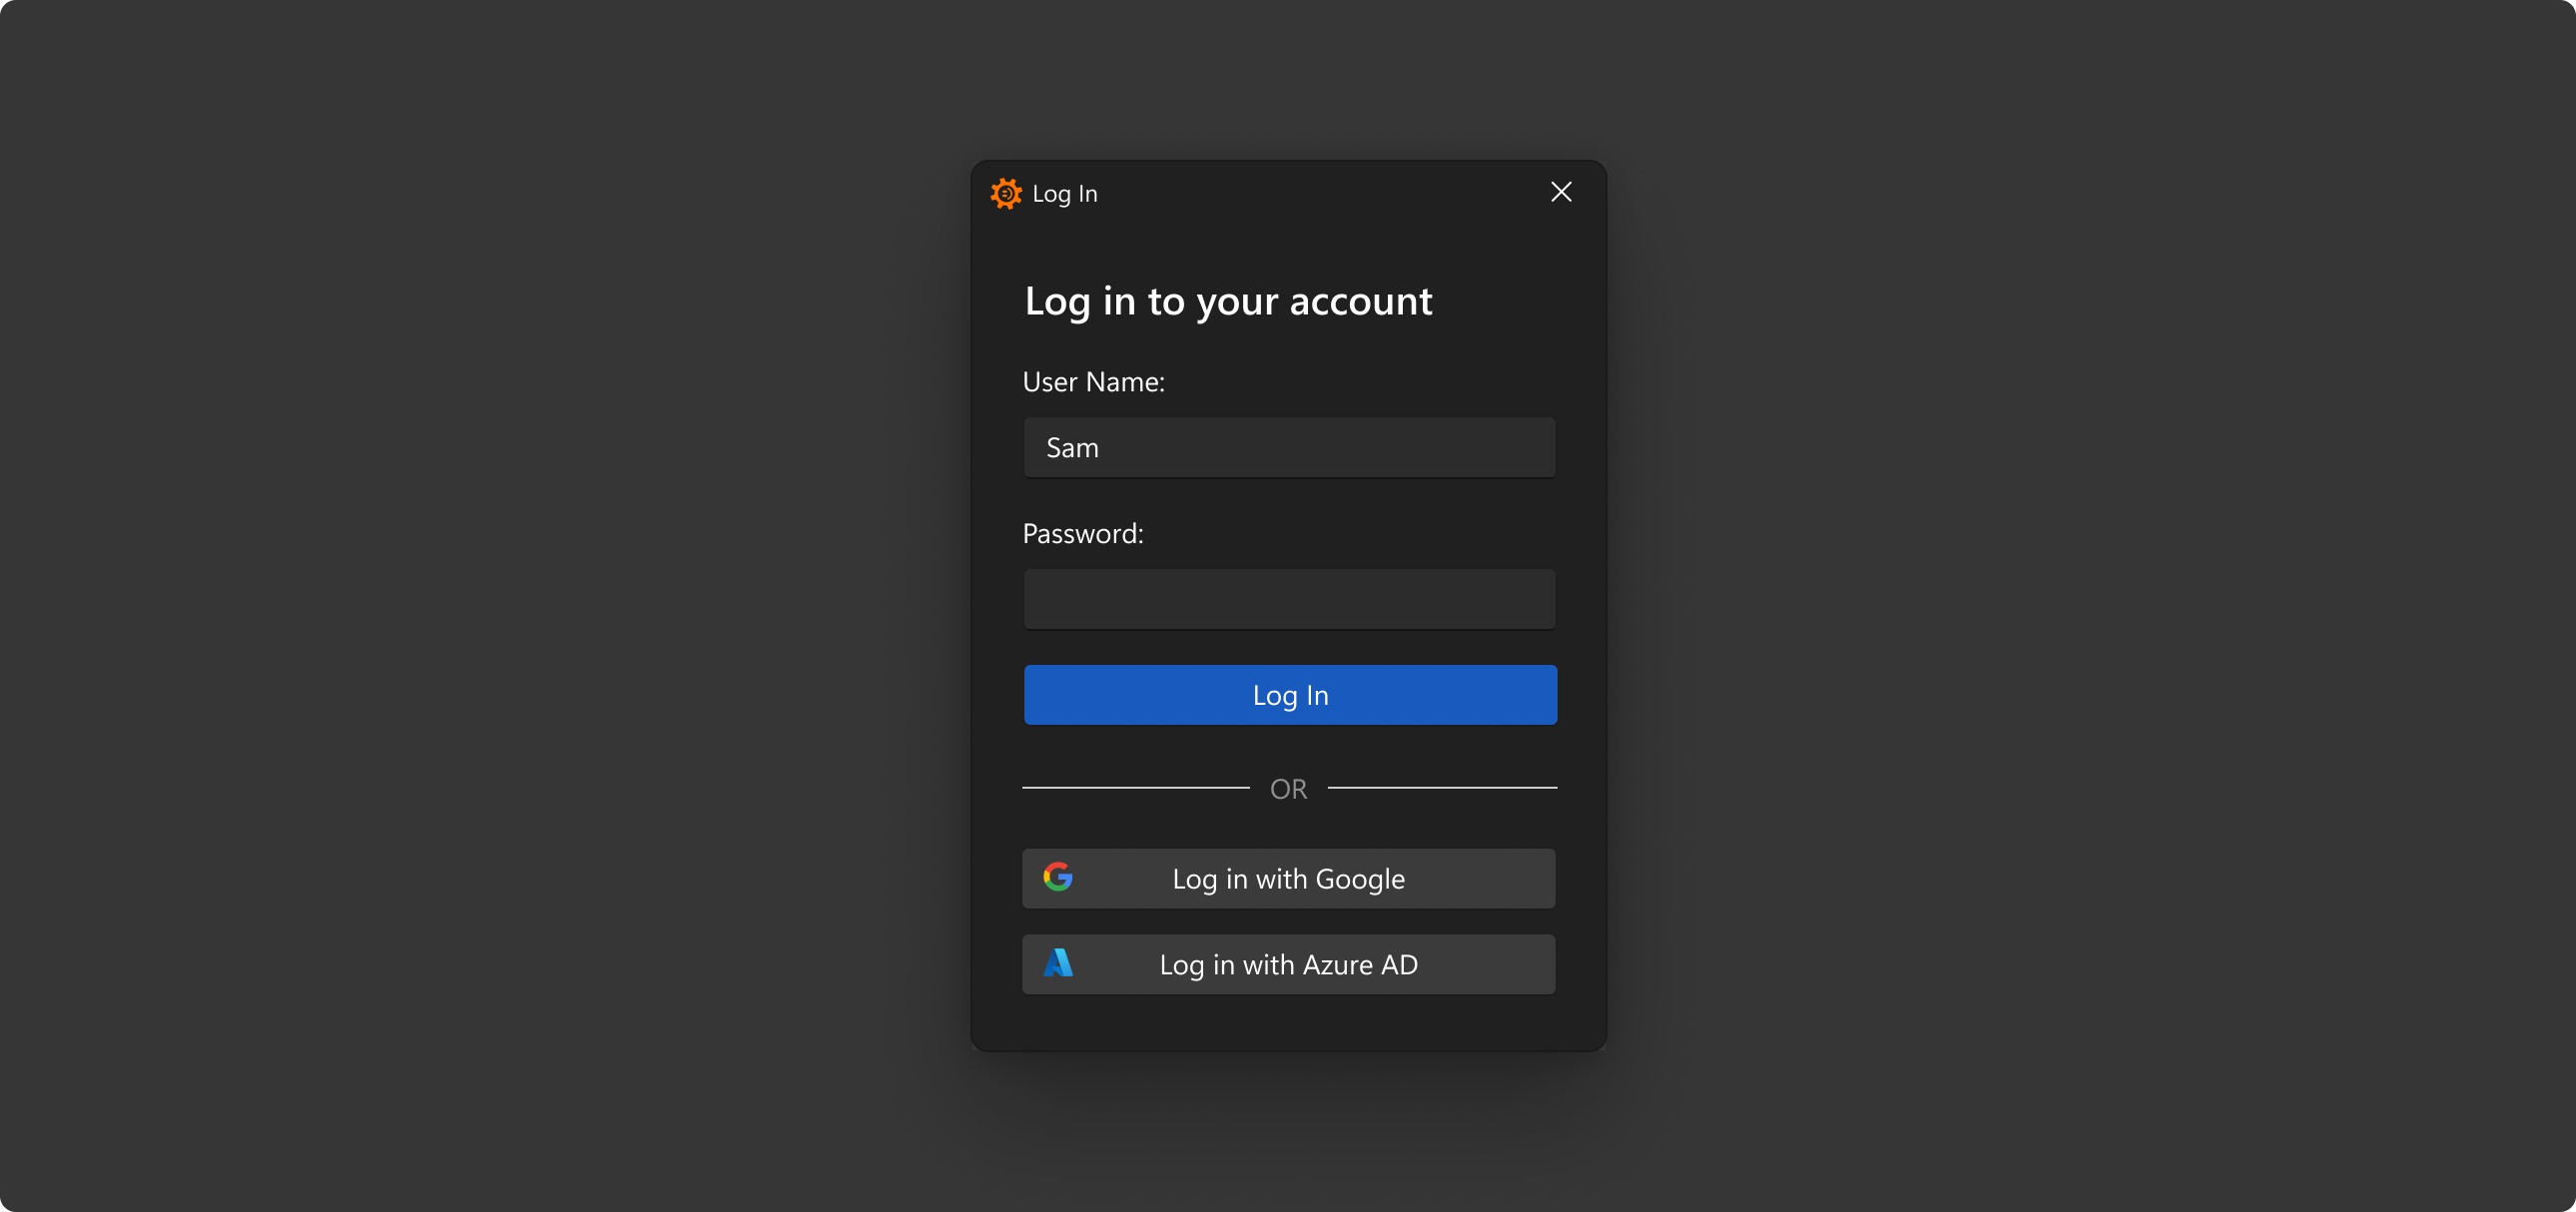 Log In
Log in to your account
User Name:
Sam
Password:
Log In
OR
Log in with Google
Log in with Azure AD